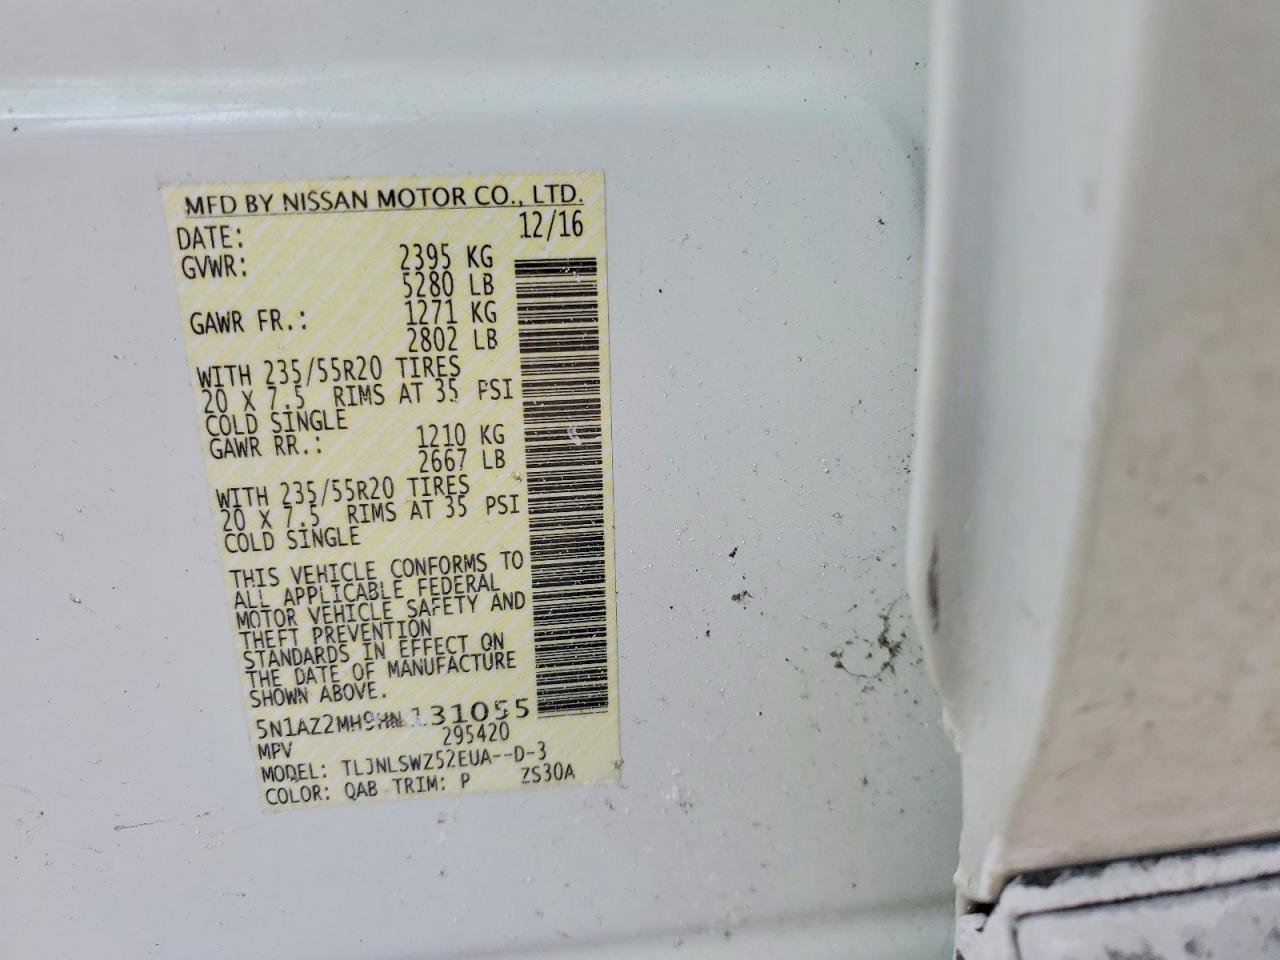 MFD BY NISSAN MOTOR CO., LTD.
DATE: 12/16
GVWR: 2395 KG
5280 LB
GAWR FR.: 1271 KG
2802 LB
WITH 235/55R20 TIRES
20 X 7.5 RIMS AT 35 PSI
COLD SINGLE
GAWR RR.: 1210 KG
2667 LB
WITH 235/55R20 TIRES
20 X 7.5 RIMS AT 35 PSI
COLD SINGLE
THIS VEHICLE CONFORMS TO
ALL APPLICABLE FEDERAL
MOTOR VEHICLE SAFETY AND
THEFT PREVENTION
STANDARDS IN EFFECT ON
THE DATE OF MANUFACTURE
SHOWN ABOVE.
5N1AZ2MH9HN131055
MPV 295420
MODEL: TLJNLSWZ52EUA--D-3
COLOR: QAB TRIM: P ZS30A